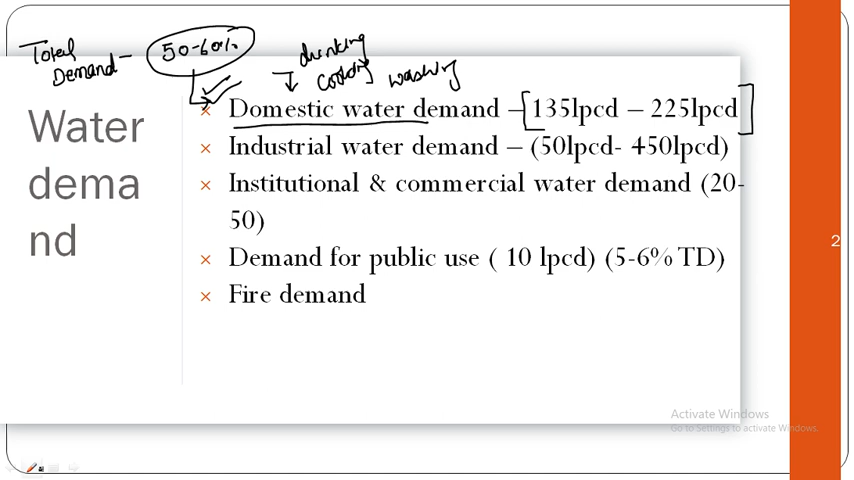 Total
Demand – 50-60%
drinking
cooking washing
Water
dema
nd
× Domestic water demand – [135lpcd – 225lpcd]
× Industrial water demand – (50lpcd- 450lpcd)
× Institutional & commercial water demand (20-
50)
× Demand for public use ( 10 lpcd) (5-6% TD)
× Fire demand
2
Activate Windows
Go to Settings to activate Windows.